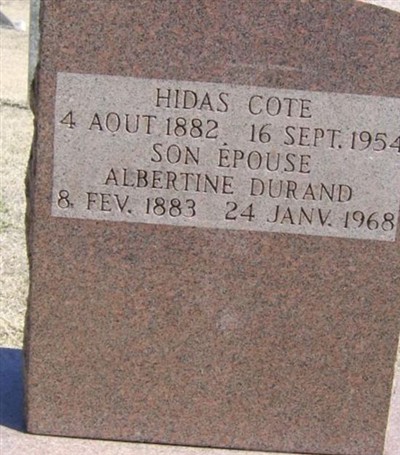 HIDAS COTE
4 AOUT 1882 16 SEPT. 1954
SON ÉPOUSE
ALBERTINE DURAND
8. FEV. 1883 24 JANV. 1968